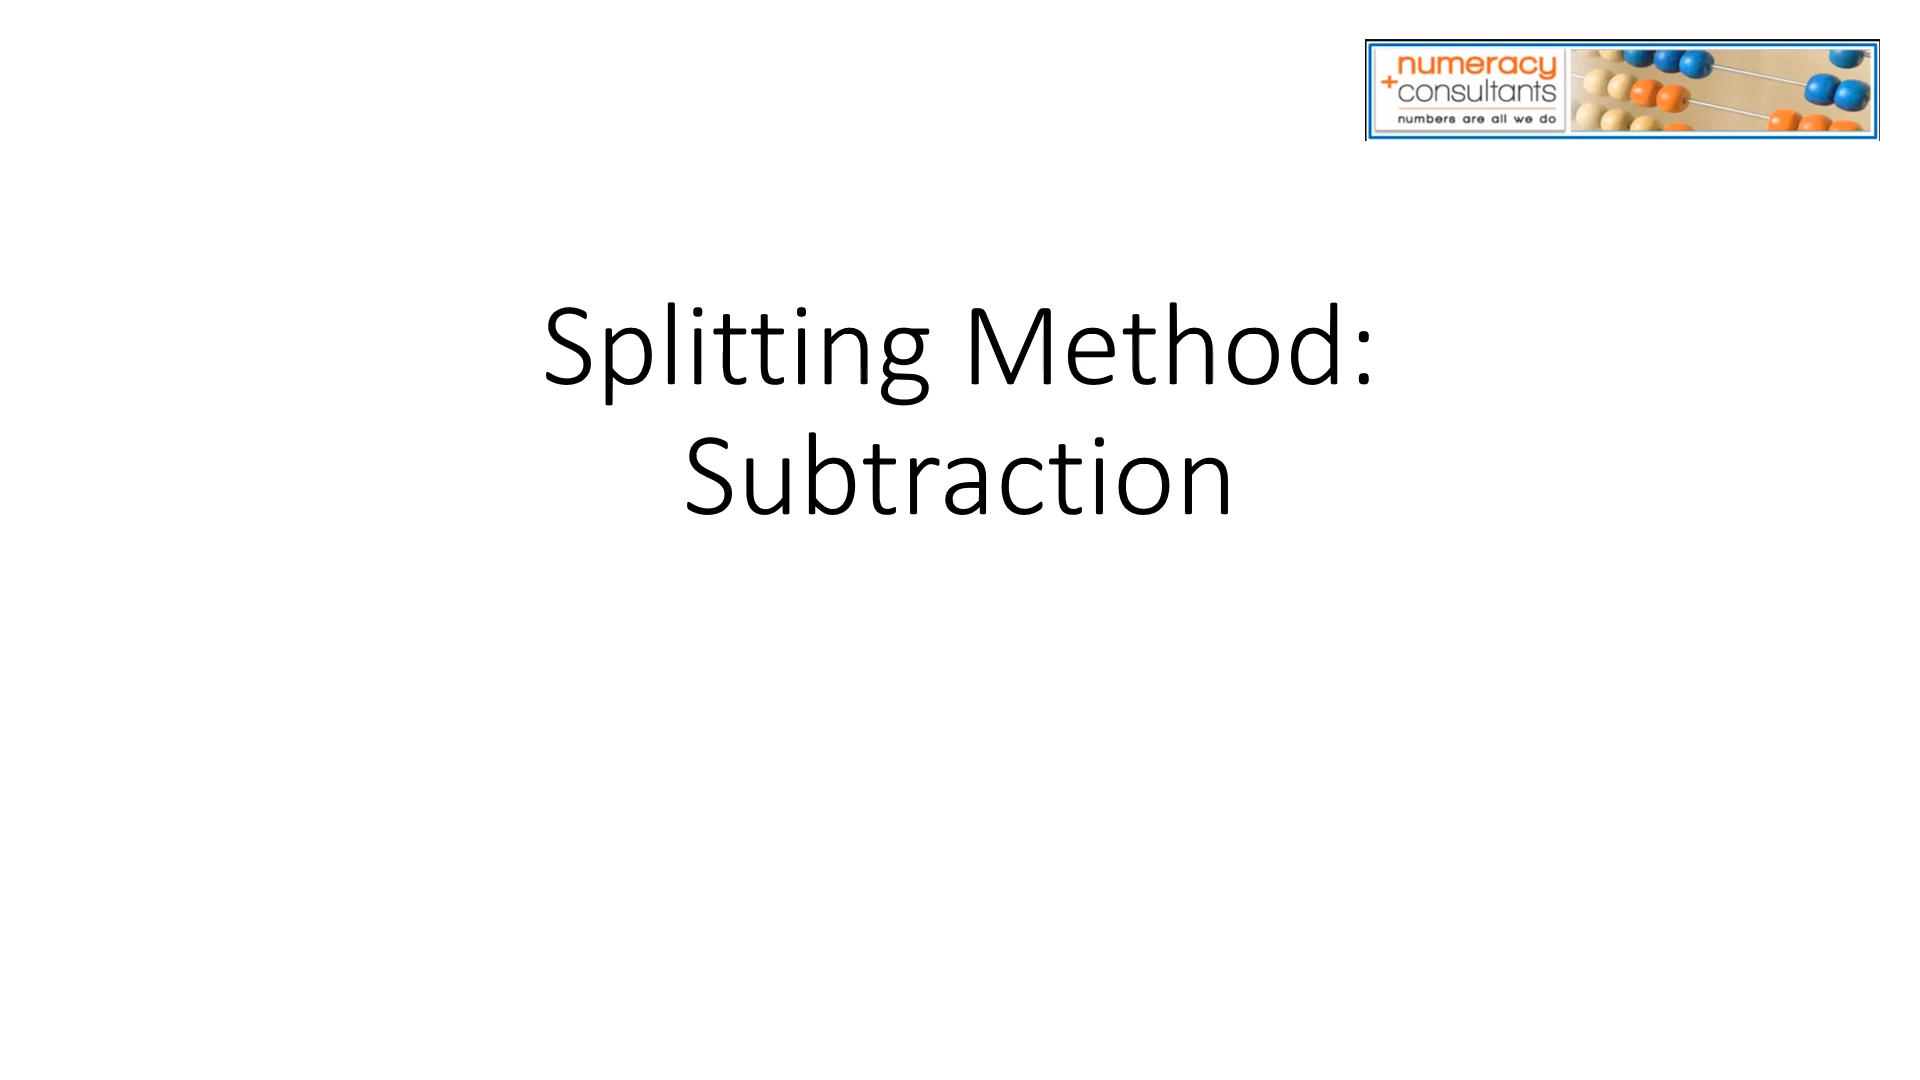 numeracy
+consultants
numbers are all we do
Splitting Method:
Subtraction